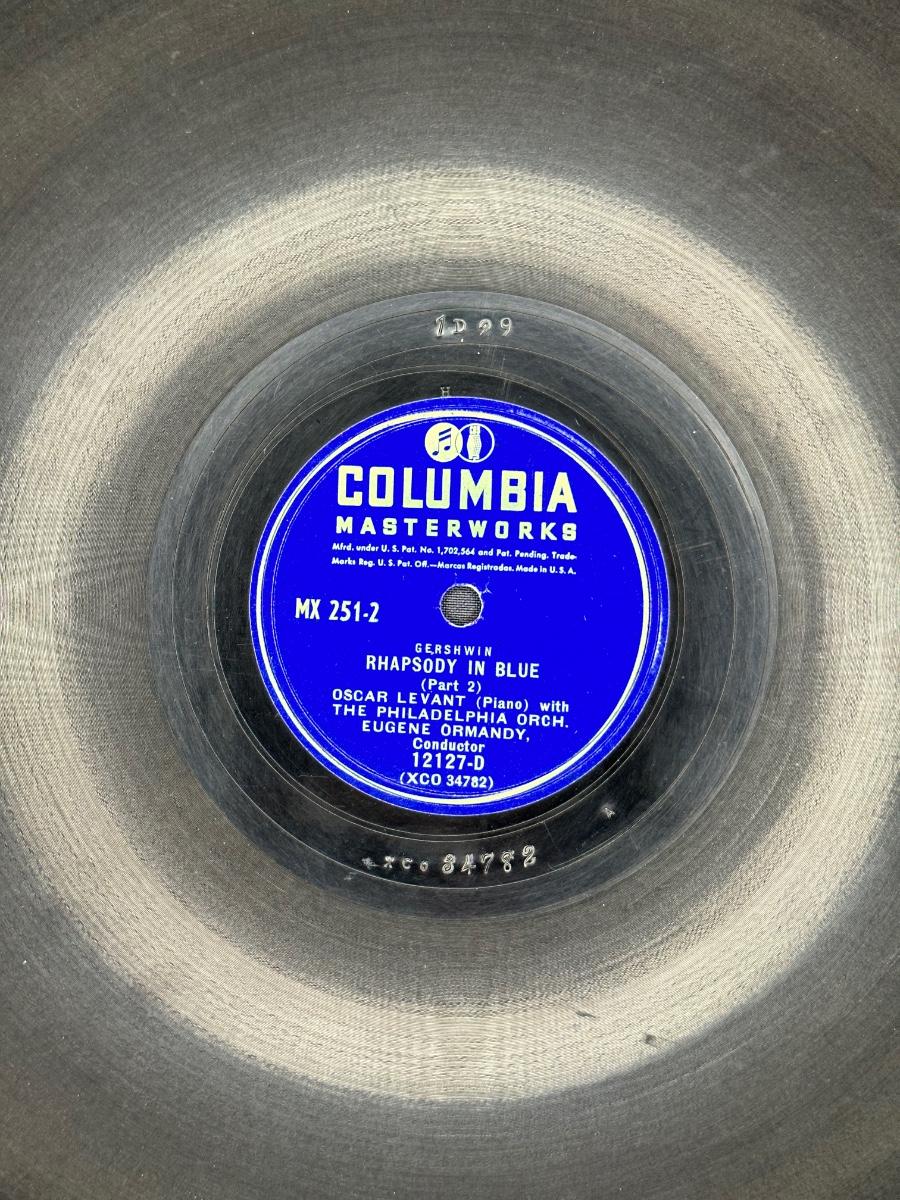 1D 99
H
COLUMBIA
MASTERWORKS
Mfrd. under U. S. Pat. No. 1,702,564 and Pat. Pending. Trade-
Marks Reg. U. S. Pat. Off.—Marcas Registradas. Made in U. S. A.
MX 251-2
GERSHWIN
RHAPSODY IN BLUE
(Part 2)
OSCAR LEVANT (Piano) with
THE PHILADELPHIA ORCH.
EUGENE ORMANDY,
Conductor
12127-D
(XCO 34782)
A
XCO 34782